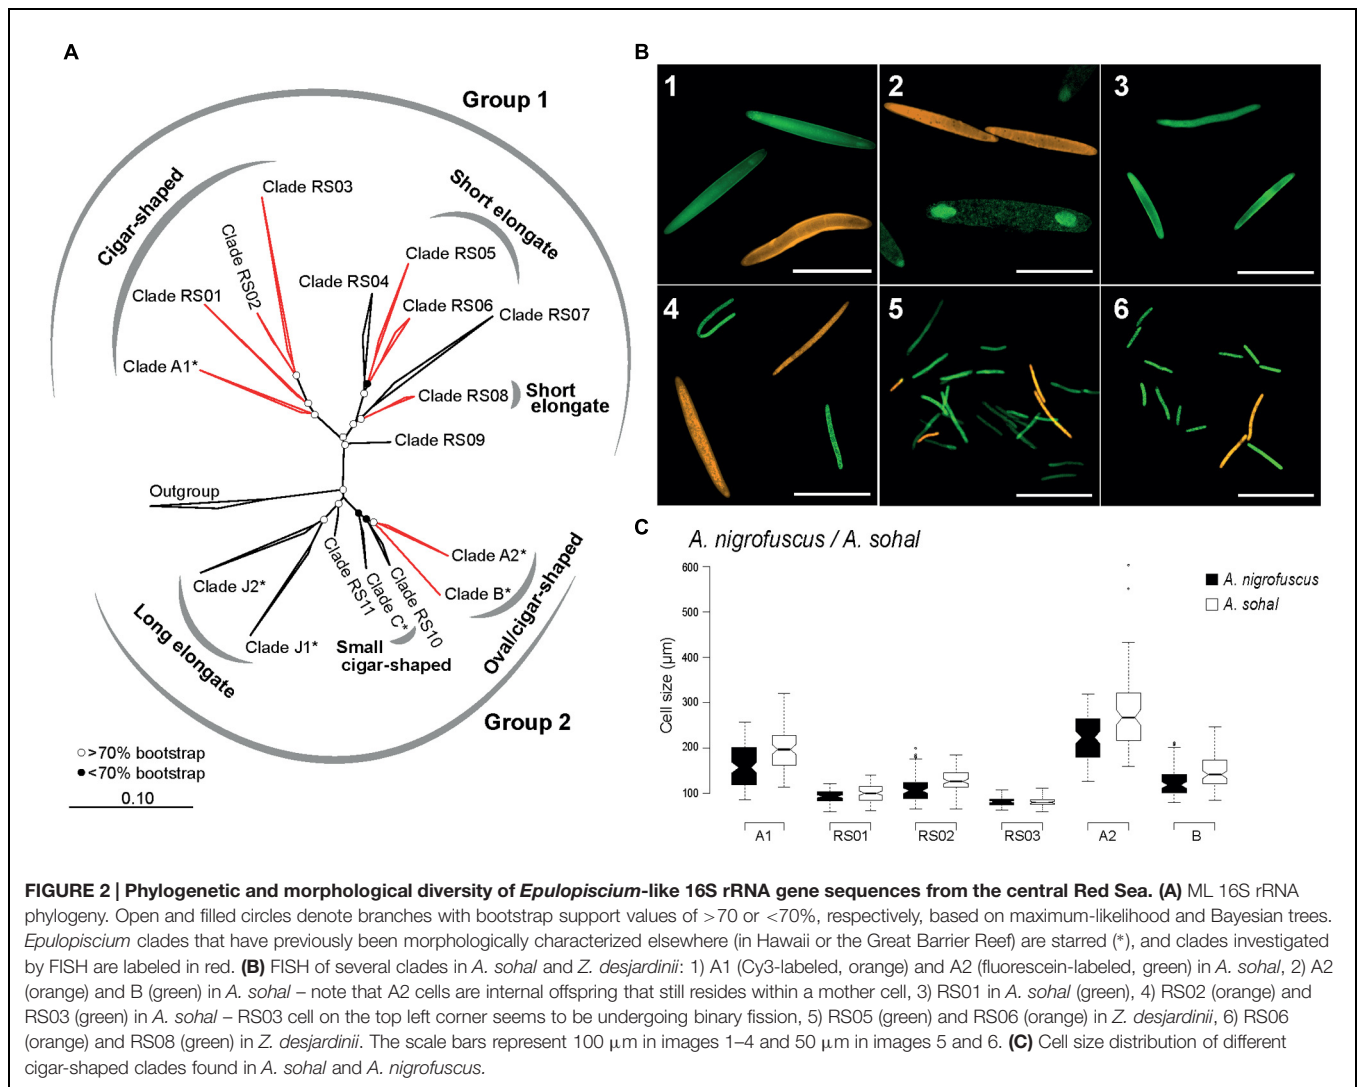 A
Group 1
Cigar-shaped
Clade RS03
Short elongate
Clade RS02
Clade RS05
Clade RS04
Clade RS01
Clade RS06
Clade RS07
Clade A1*
Clade RS08
Short
elongate
Clade RS09
Outgroup
Clade A2*
Clade J2*
Clade B*
Clade RS11
Clade C*
Clade RS10
Oval/cigar-shaped
Long elongate
Clade J1*
Small
cigar-shaped
Group 2
>70% bootstrap
<70% bootstrap
0.10
B
1
2
3
4
5
6
C
A. nigrofuscus / A. sohal
A. nigrofuscus
A. sohal
Cell size (µm)
600
500
400
300
200
100
A1
RS01
RS02
RS03
A2
B
FIGURE 2 | Phylogenetic and morphological diversity of Epulopiscium-like 16S rRNA gene sequences from the central Red Sea. (A) ML 16S rRNA
phylogeny. Open and filled circles denote branches with bootstrap support values of >70 or <70%, respectively, based on maximum-likelihood and Bayesian trees.
Epulopiscium clades that have previously been morphologically characterized elsewhere (in Hawaii or the Great Barrier Reef) are starred (*), and clades investigated
by FISH are labeled in red. (B) FISH of several clades in A. sohal and Z. desjardinii: 1) A1 (Cy3-labeled, orange) and A2 (fluorescein-labeled, green) in A. sohal, 2) A2
(orange) and B (green) in A. sohal – note that A2 cells are internal offspring that still resides within a mother cell, 3) RS01 in A. sohal (green), 4) RS02 (orange) and
RS03 (green) in A. sohal – RS03 cell on the top left corner seems to be undergoing binary fission, 5) RS05 (green) and RS06 (orange) in Z. desjardinii, 6) RS06
(orange) and RS08 (green) in Z. desjardinii. The scale bars represent 100 µm in images 1–4 and 50 µm in images 5 and 6. (C) Cell size distribution of different
cigar-shaped clades found in A. sohal and A. nigrofuscus.